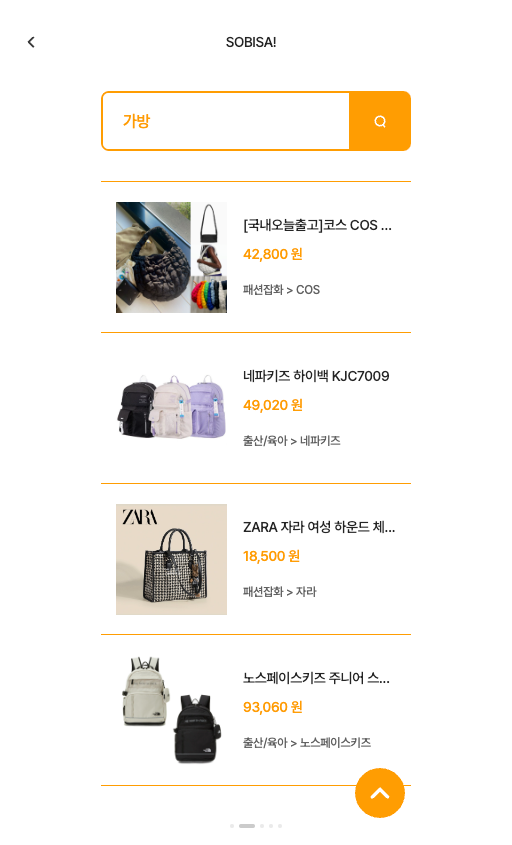 SOBISA!
가방
[국내오늘출고]코스 COS ...
42,800 원
패션잡화 > COS
네파키즈 하이백 KJC7009
49,020 원
출산/육아 > 네파키즈
ZARA
ZARA 자라 여성 하운드 체...
18,500 원
패션잡화 > 자라
노스페이스키즈 주니어 스...
93,060 원
출산/육아 > 노스페이스키즈